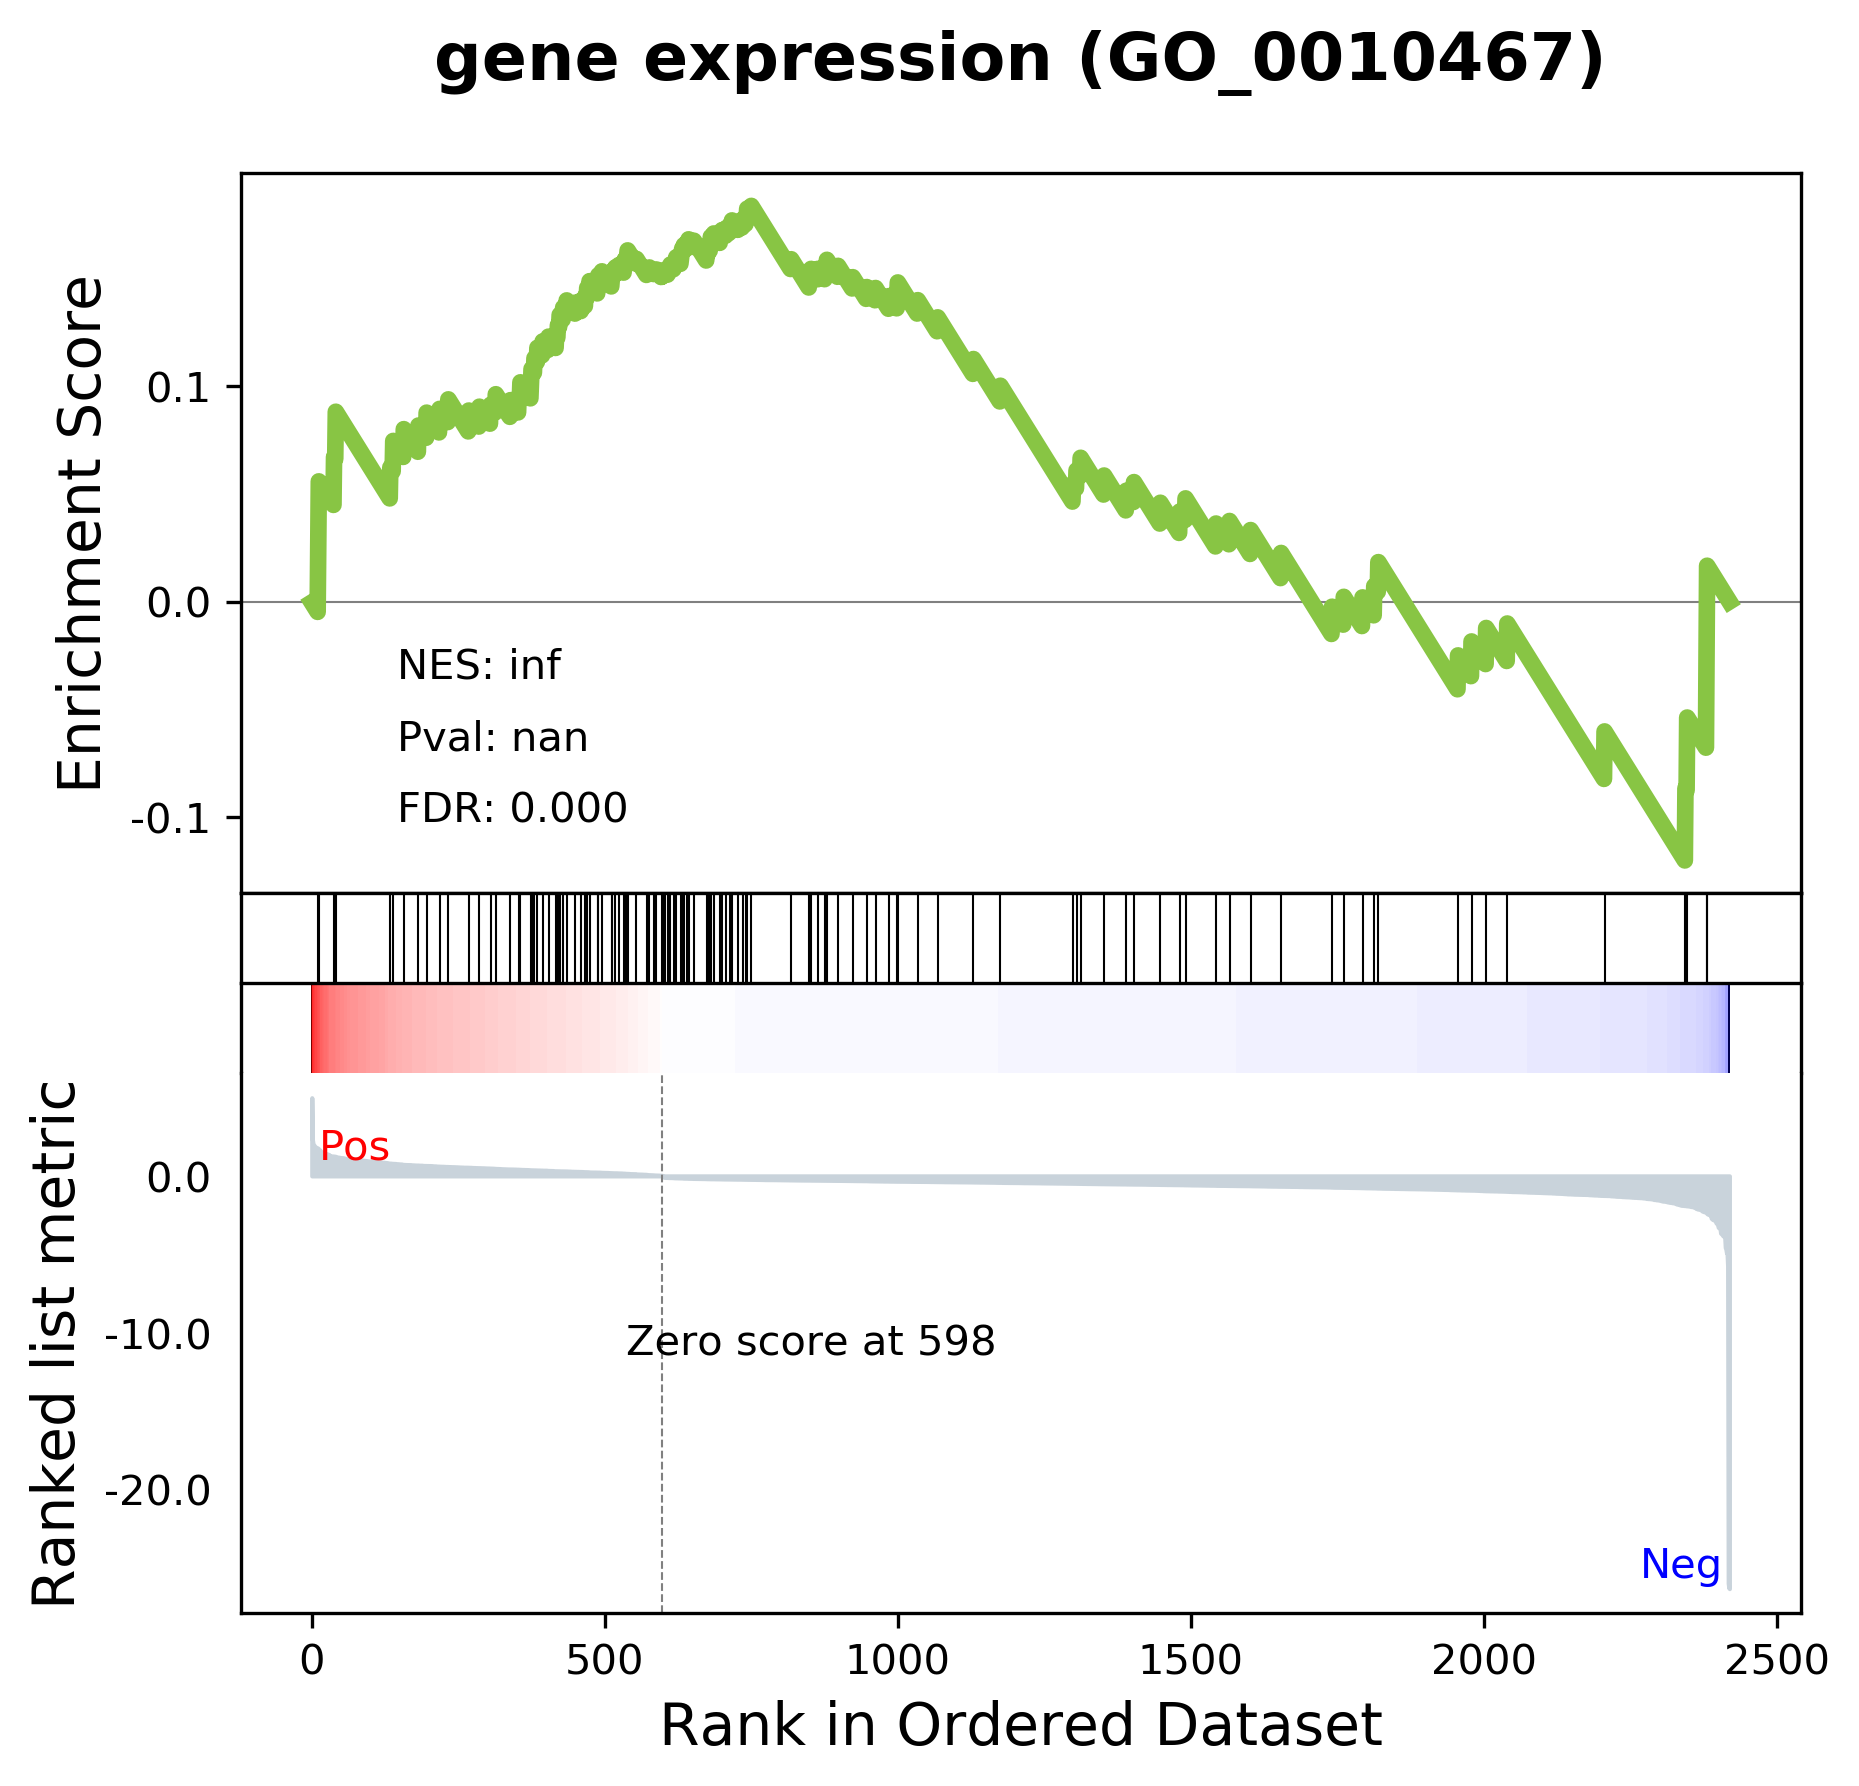 gene expression (GO_0010467)
Enrichment Score
0.1
0.0
-0.1
NES: inf
Pval: nan
FDR: 0.000
Ranked list metric
Pos
0.0
-10.0
-20.0
Zero score at 598
Neg
0 500 1000 1500 2000 2500
Rank in Ordered Dataset